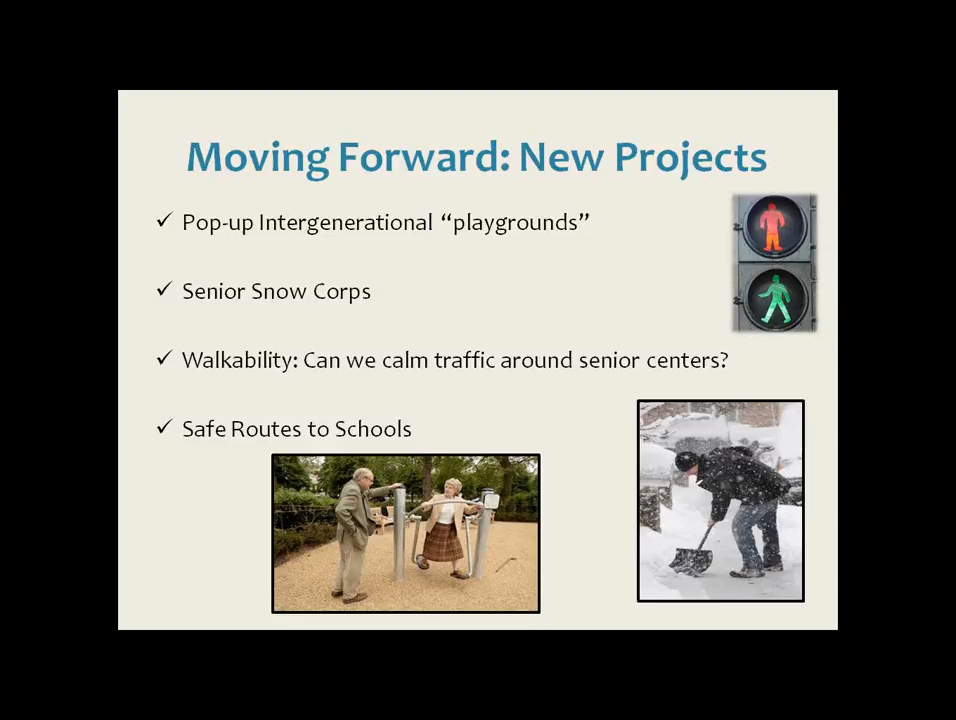 Moving Forward: New Projects
✓ Pop-up Intergenerational “playgrounds”
✓ Senior Snow Corps
✓ Walkability: Can we calm traffic around senior centers?
✓ Safe Routes to Schools